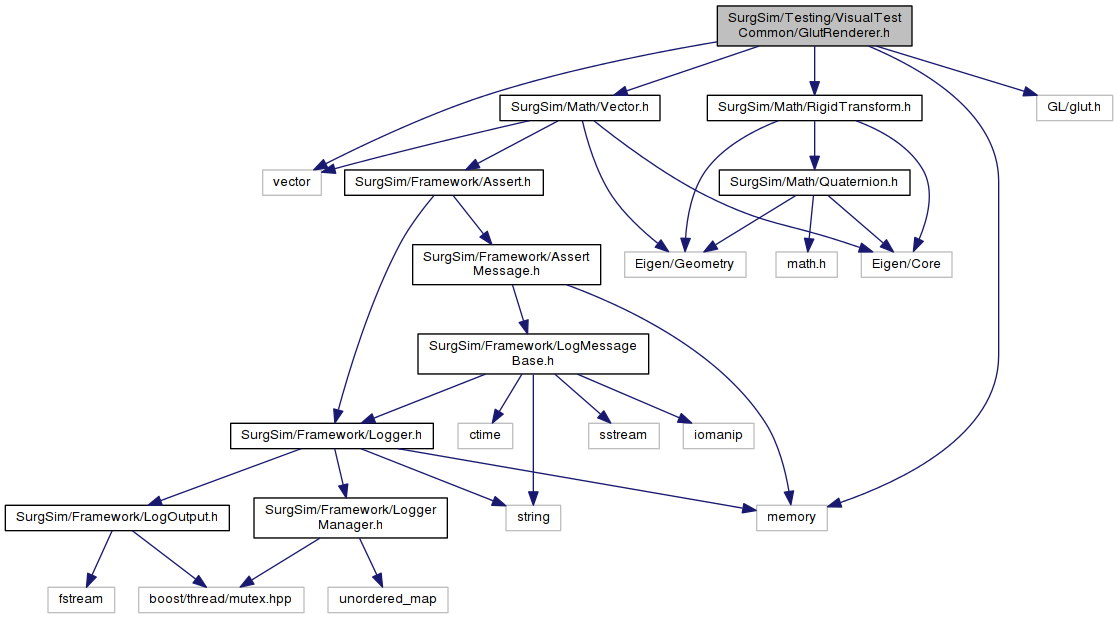 SurgSim/Testing/VisualTest
Common/GlutRenderer.h
SurgSim/Math/Vector.h
SurgSim/Math/RigidTransform.h
GL/glut.h
vector
SurgSim/Framework/Assert.h
SurgSim/Math/Quaternion.h
SurgSim/Framework/Assert
Message.h
Eigen/Geometry
math.h
Eigen/Core
SurgSim/Framework/LogMessage
Base.h
SurgSim/Framework/Logger.h
ctime
sstream
iomanip
SurgSim/Framework/LogOutput.h
SurgSim/Framework/Logger
Manager.h
string
memory
fstream
boost/thread/mutex.hpp
unordered_map